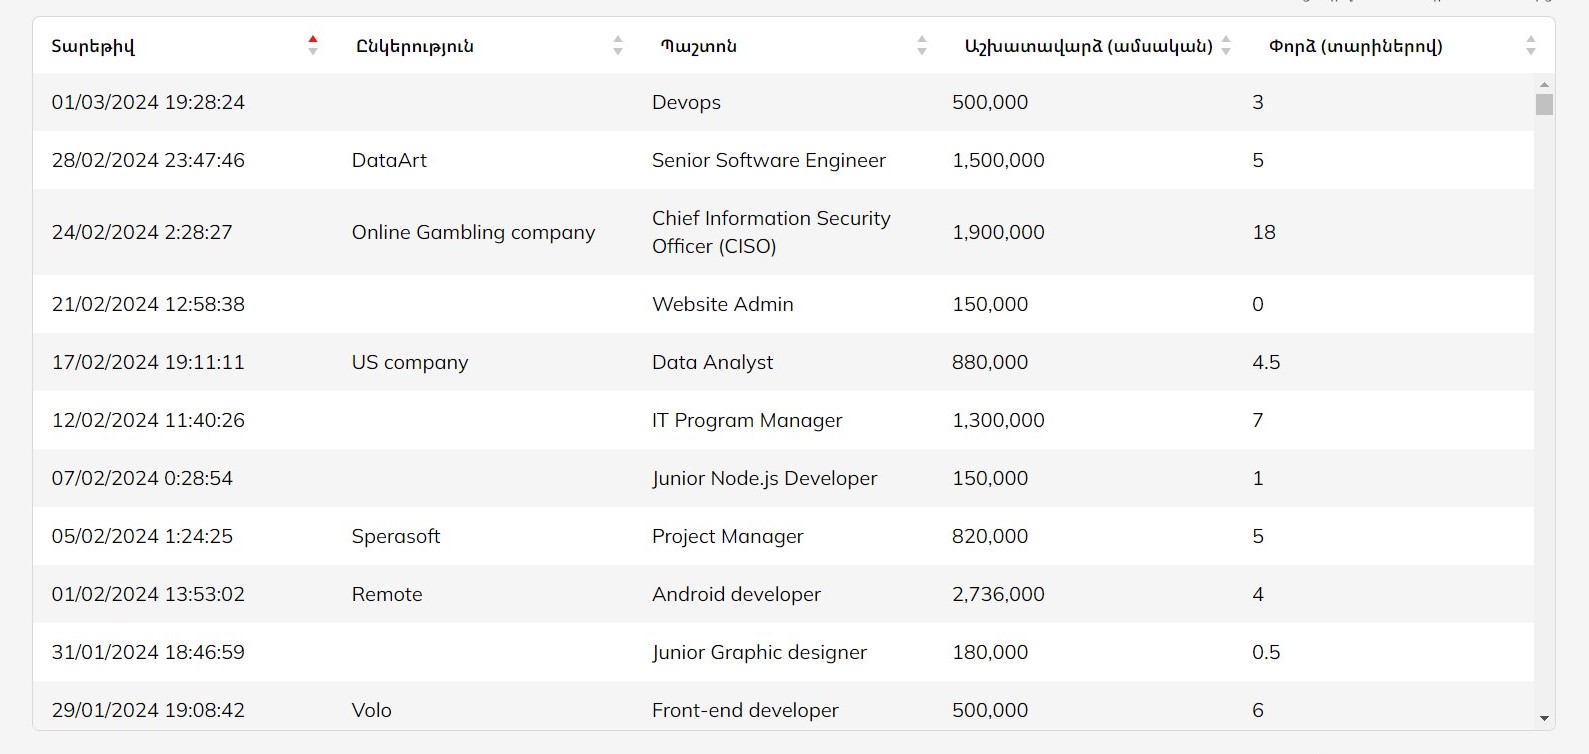 Տարեթիվ Ընկերություն Պաշտոն Աշխատավարձ (ամսական) Փորձ (տարիներով)
01/03/2024 19:28:24 Devops 500,000 3
28/02/2024 23:47:46 DataArt Senior Software Engineer 1,500,000 5
24/02/2024 2:28:27 Online Gambling company Chief Information Security Officer (CISO) 1,900,000 18
21/02/2024 12:58:38 Website Admin 150,000 0
17/02/2024 19:11:11 US company Data Analyst 880,000 4.5
12/02/2024 11:40:26 IT Program Manager 1,300,000 7
07/02/2024 0:28:54 Junior Node.js Developer 150,000 1
05/02/2024 1:24:25 Sperasoft Project Manager 820,000 5
01/02/2024 13:53:02 Remote Android developer 2,736,000 4
31/01/2024 18:46:59 Junior Graphic designer 180,000 0.5
29/01/2024 19:08:42 Volo Front-end developer 500,000 6